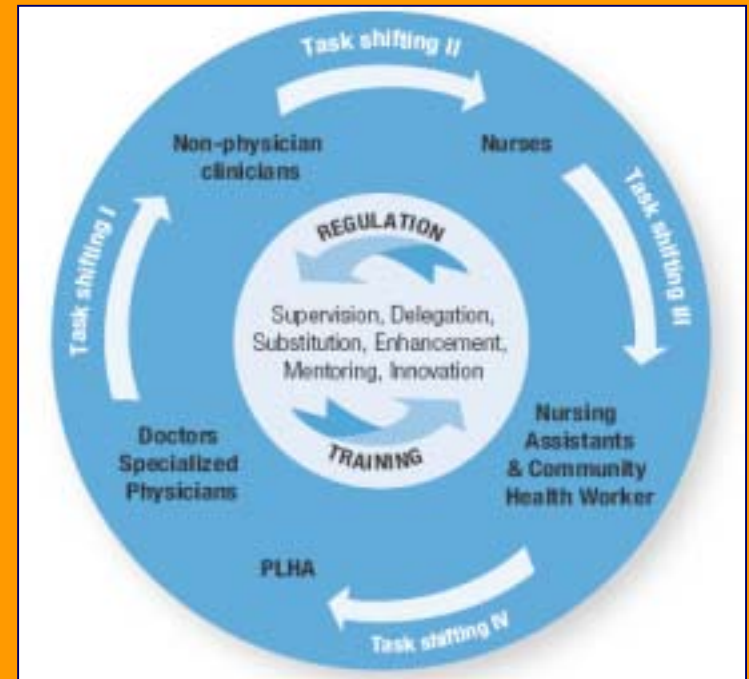 Task shifting II
Non-physician
clinicians
Nurses
Task shifting I
Task shifting III
REGULATION
Supervision, Delegation,
Substitution, Enhancement,
Mentoring, Innovation
TRAINING
Doctors
Specialized
Physicians
Nursing
Assistants
& Community
Health Worker
PLHA
Task shifting IV